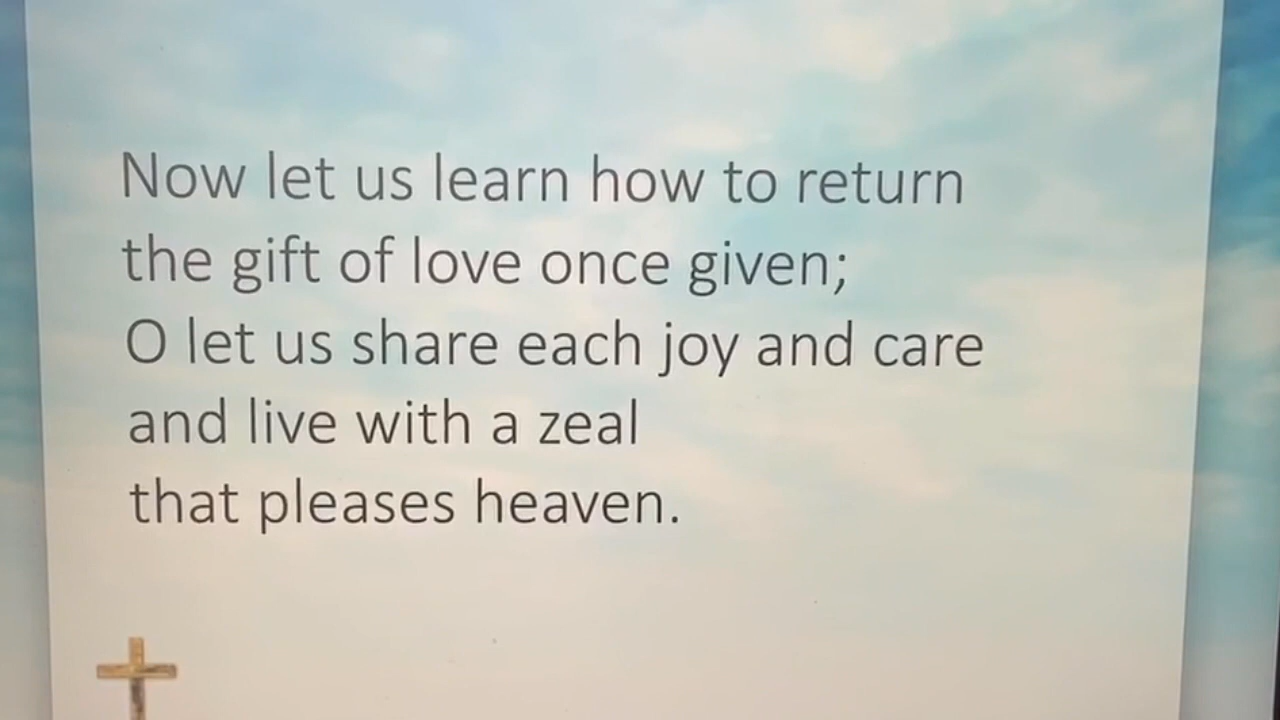 Now let us learn how to return
the gift of love once given;
O let us share each joy and care
and live with a zeal
that pleases heaven.